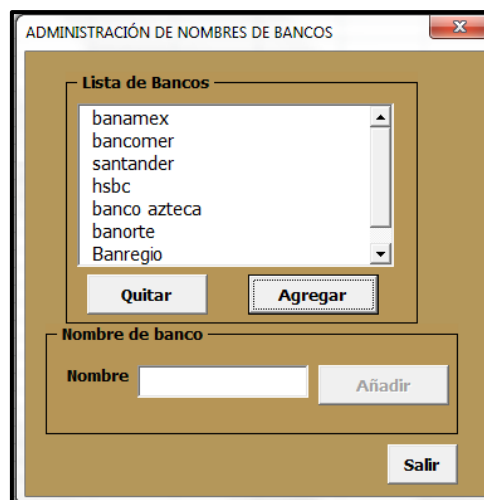 ADMINISTRACIÓN DE NOMBRES DE BANCOS
Lista de Bancos
banamex
bancomer
santander
hsbc
banco azteca
banorte
Banregio
Quitar Agregar
Nombre de banco
Nombre Añadir
Salir